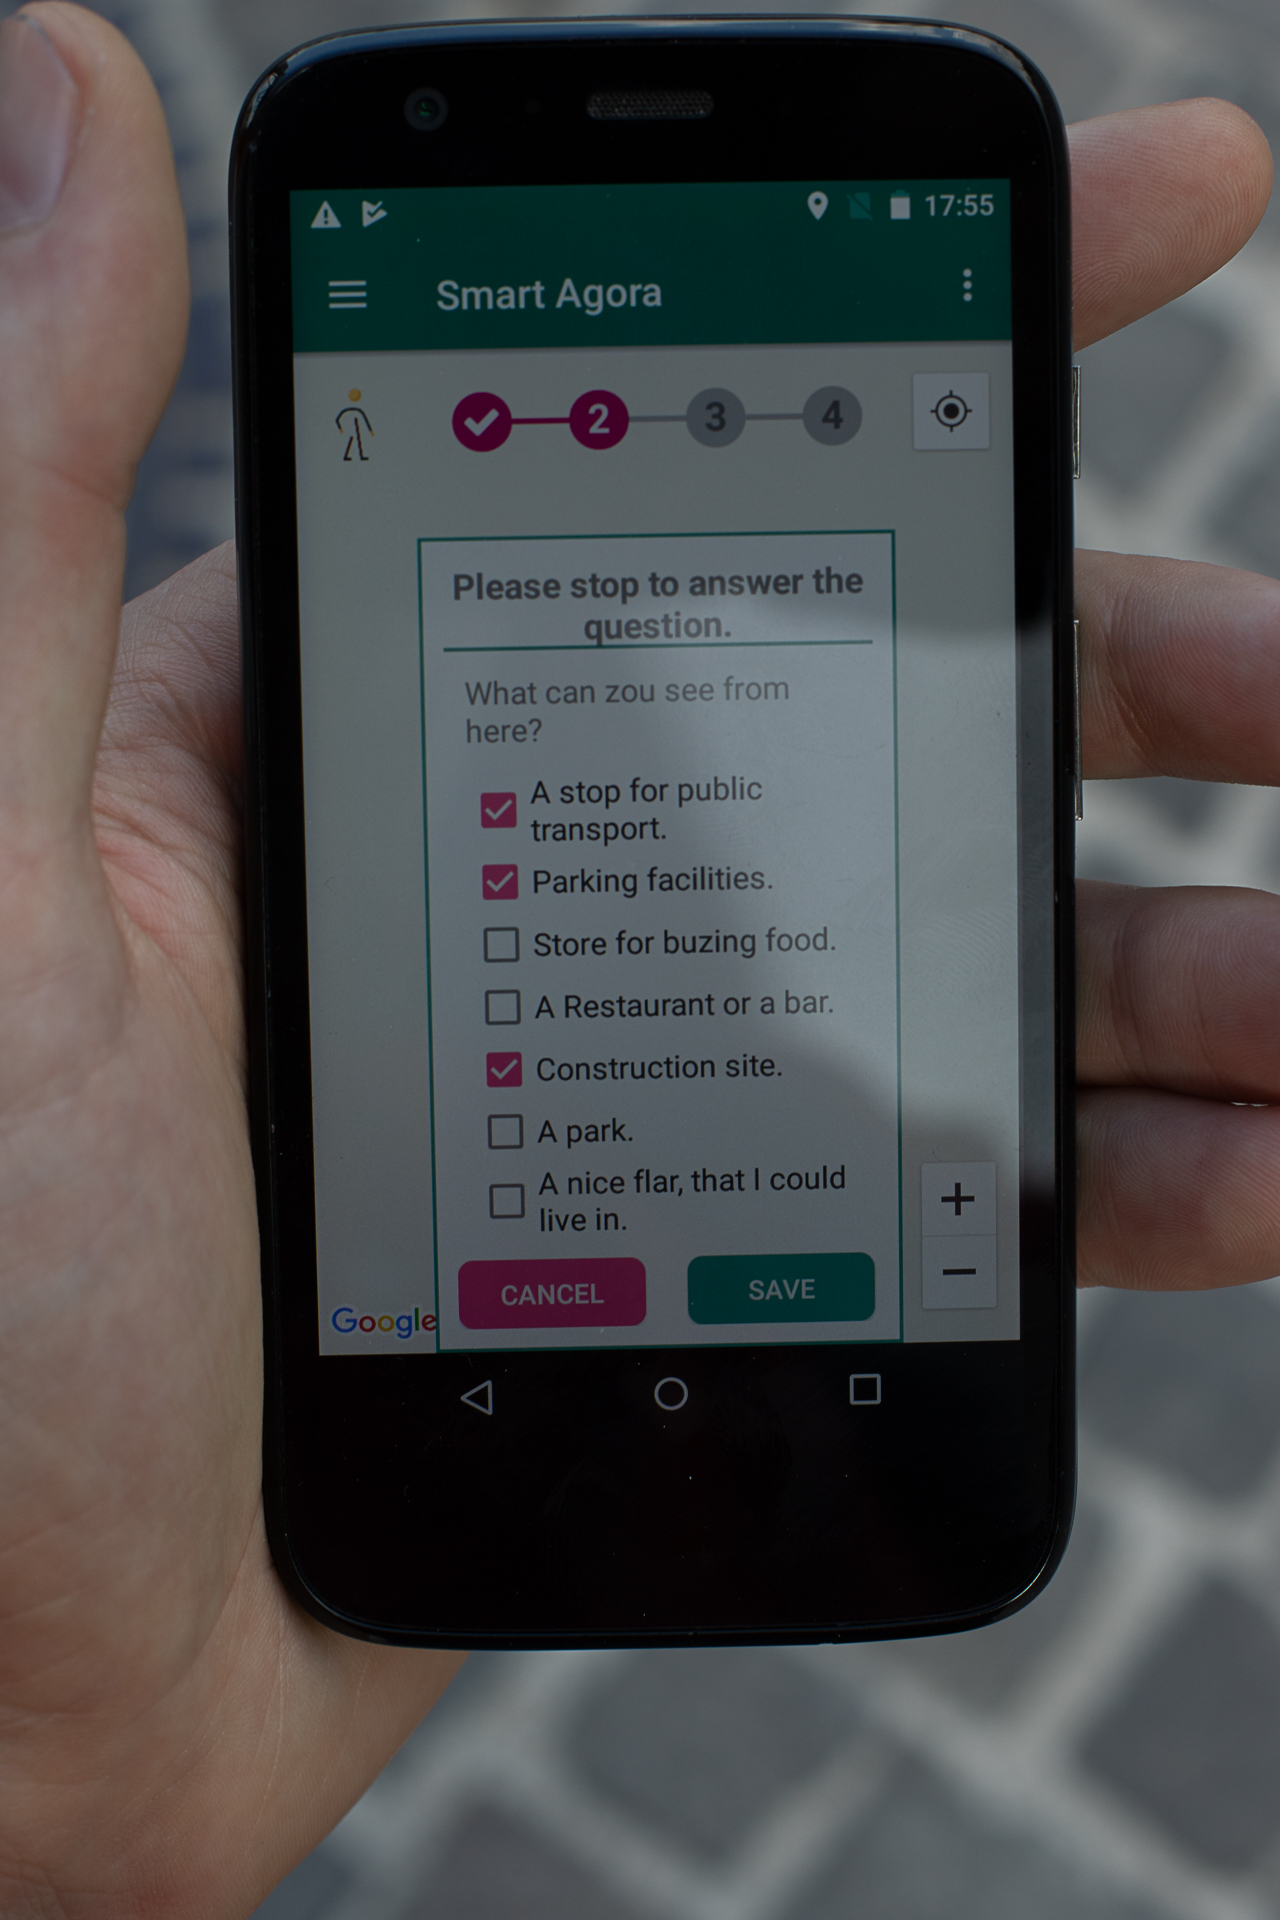 17:55
Smart Agora
2 3 4
Please stop to answer the
question.
What can zou see from
here?
A stop for public
transport.
Parking facilities.
Store for buzing food.
A Restaurant or a bar.
Construction site.
A park.
A nice flar, that I could
live in.
CANCEL SAVE
Google